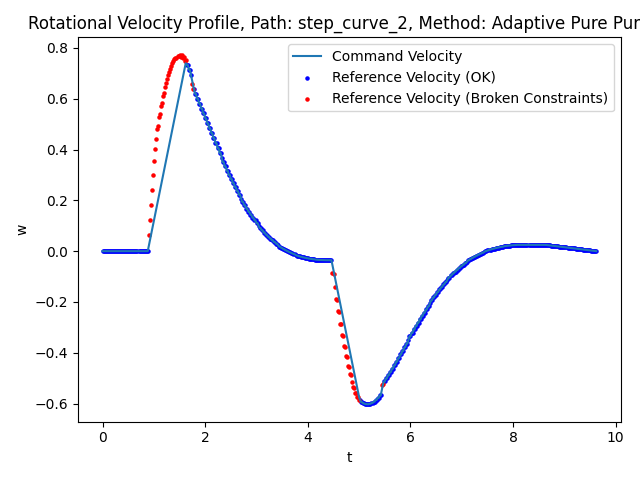 Rotational Velocity Profile, Path: step_curve_2, Method: Adaptive Pure Pur
Command Velocity
Reference Velocity (OK)
Reference Velocity (Broken Constraints)
0.8
0.6
0.4
0.2
0.0
−0.2
−0.4
−0.6
w
0 2 4 6 8 10
t